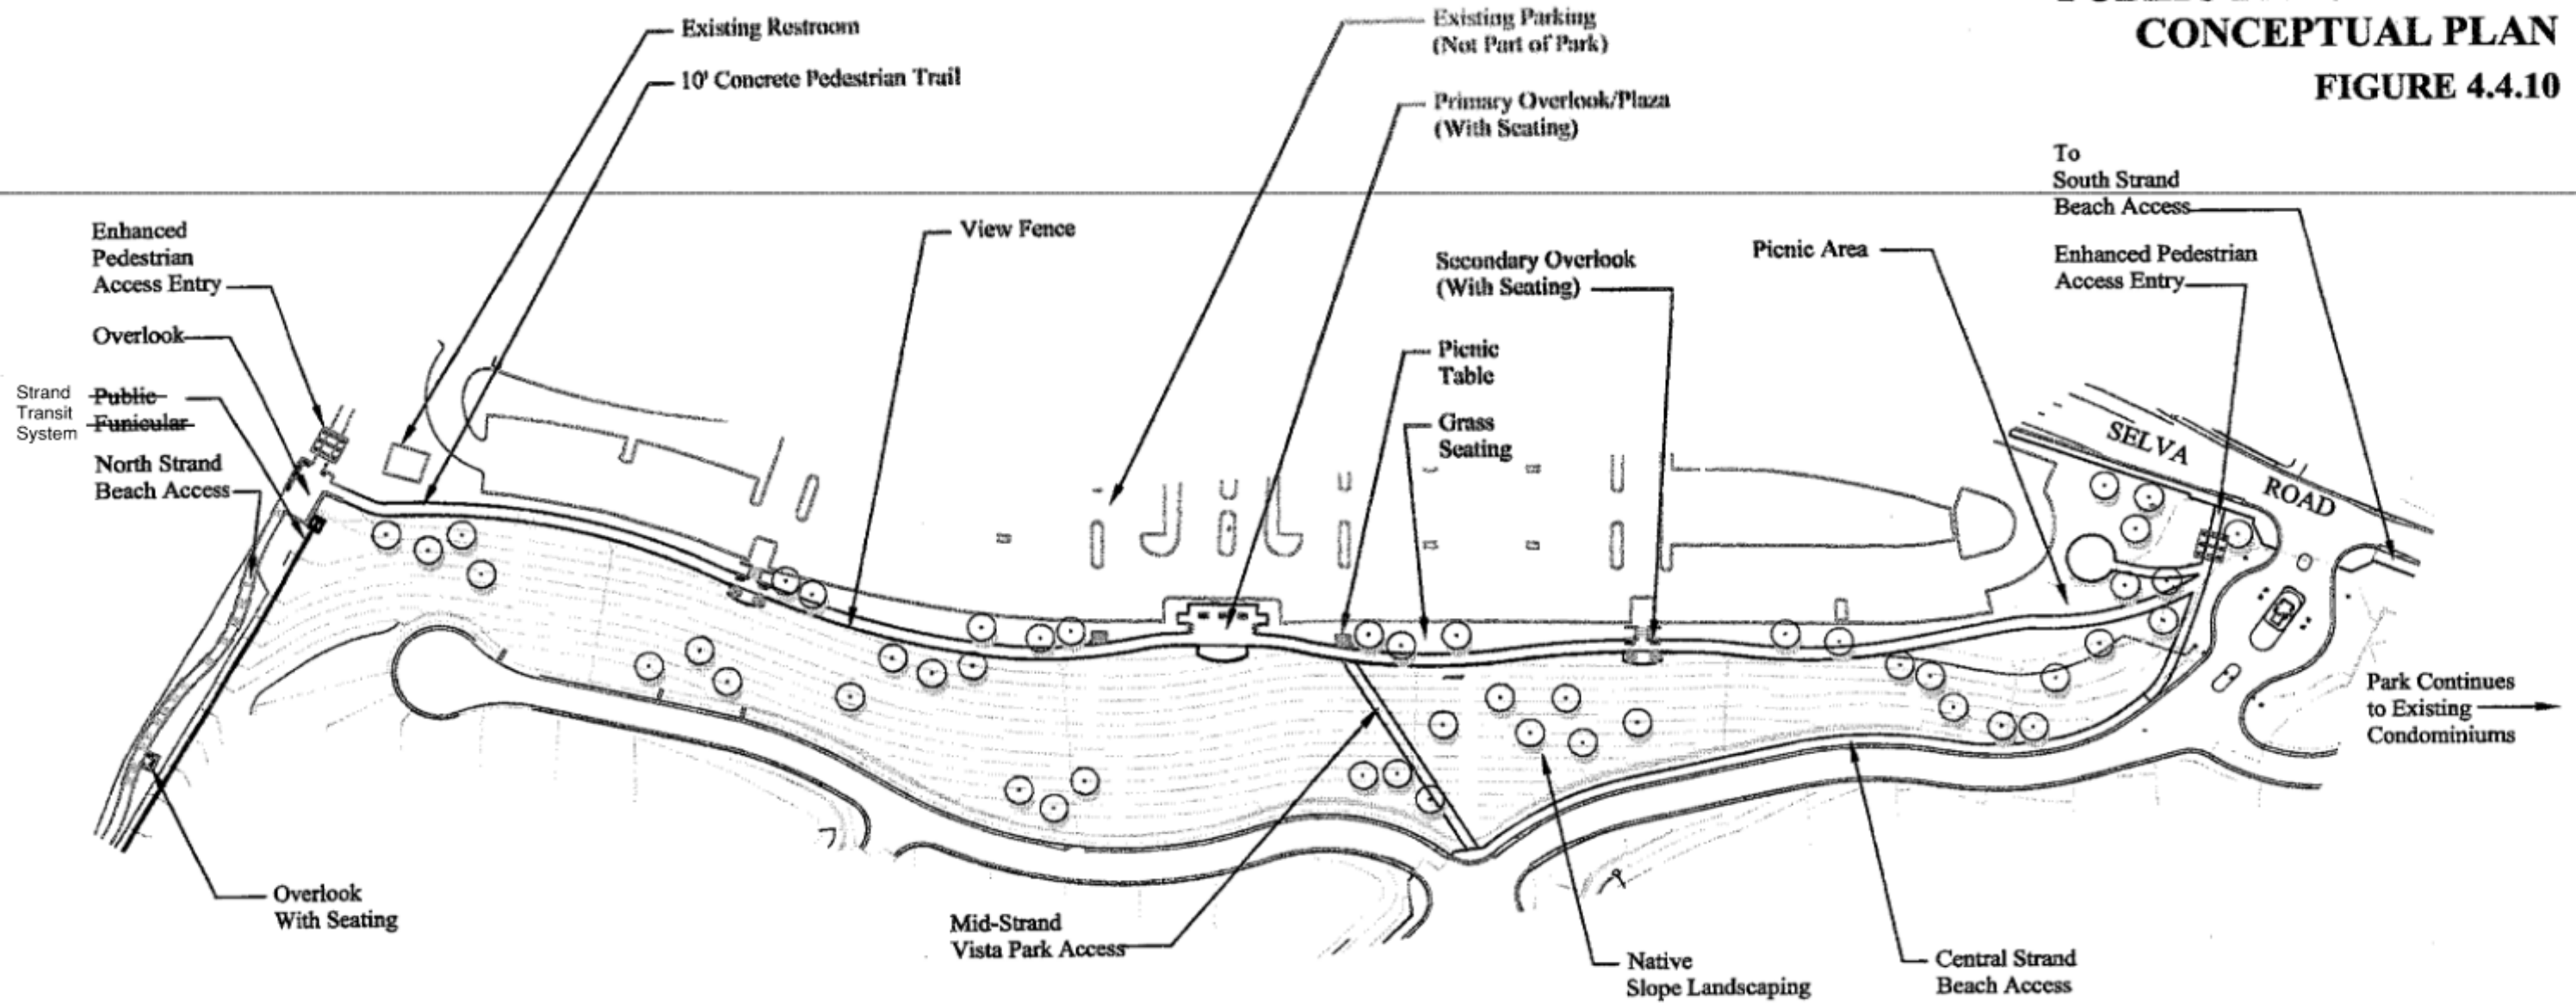 CONCEPTUAL PLAN
FIGURE 4.4.10
Existing Restroom
10' Concrete Pedestrian Trail
Existing Parking
(Not Part of Park)
Primary Overlook/Plaza
(With Seating)
To
South Strand
Beach Access
Enhanced
Pedestrian
Access Entry
Overlook
Strand
Transit
System
Public
Funicular
North Strand
Beach Access
View Fence
Secondary Overlook
(With Seating)
Picnic
Table
Grass
Seating
Picnic Area
Enhanced Pedestrian
Access Entry
SELVA
ROAD
Park Continues
to Existing
Condominiums
Overlook
With Seating
Mid-Strand
Vista Park Access
Native
Slope Landscaping
Central Strand
Beach Access